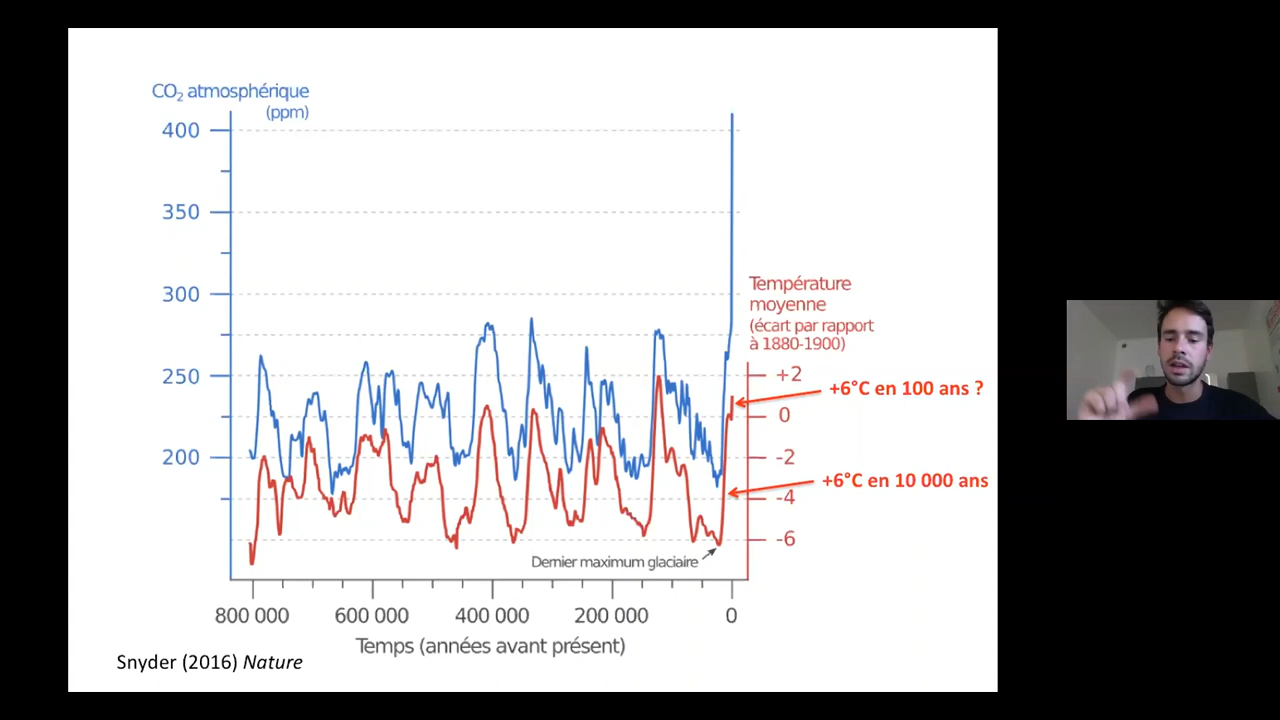 CO₂ atmosphérique
(ppm)
400
350
300
250
200
Température
moyenne
(écart par rapport
à 1880-1900)
+2
0
-2
-4
-6
+6°C en 100 ans ?
+6°C en 10 000 ans
Dernier maximum glaciaire
800 000 600 000 400 000 200 000 0
Temps (années avant présent)
Snyder (2016) Nature